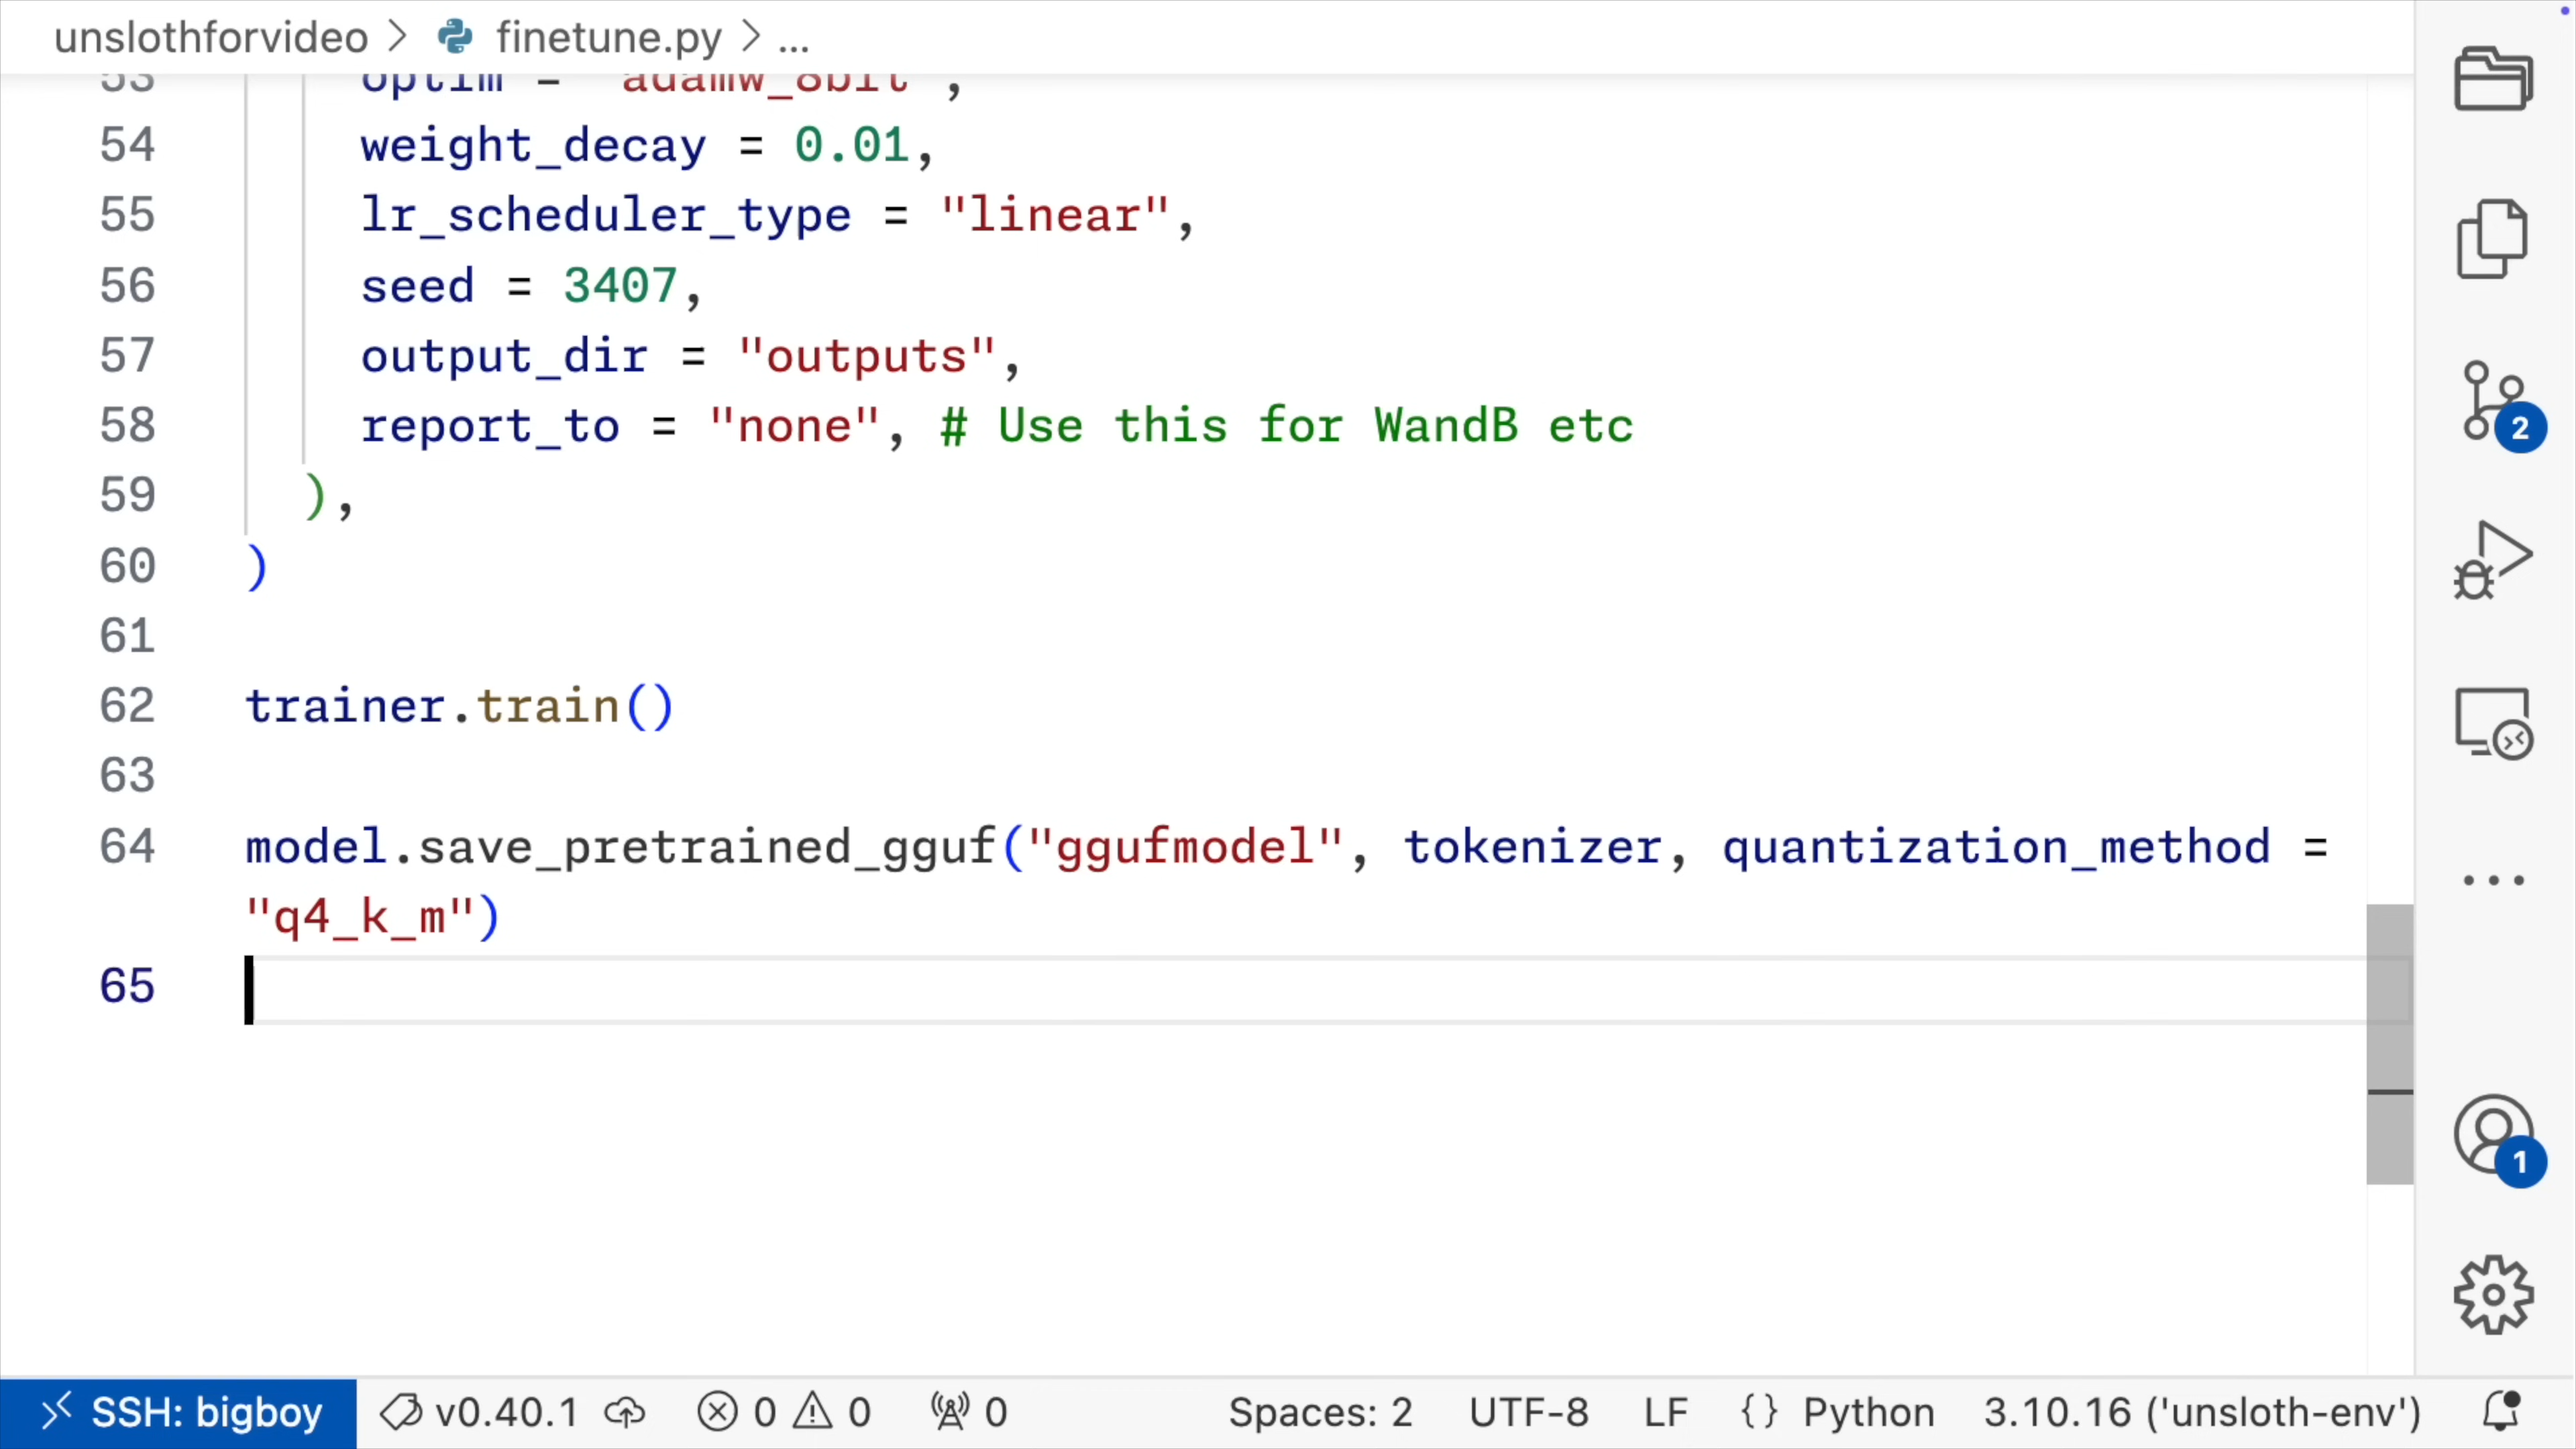 unslothforvideo > finetune.py > ...
53 optim = "adamw_8bit",
54 weight_decay = 0.01,
55 lr_scheduler_type = "linear",
56 seed = 3407,
57 output_dir = "outputs",
58 report_to = "none", # Use this for WandB etc
59 ),
60 )
61
62 trainer.train()
63
64 model.save_pretrained_gguf("ggufmodel", tokenizer, quantization_method =
"q4_k_m")
65
2
1
SSH: bigboy v0.40.1 0 0 0 Spaces: 2 UTF-8 LF {} Python 3.10.16 ('unsloth-env')